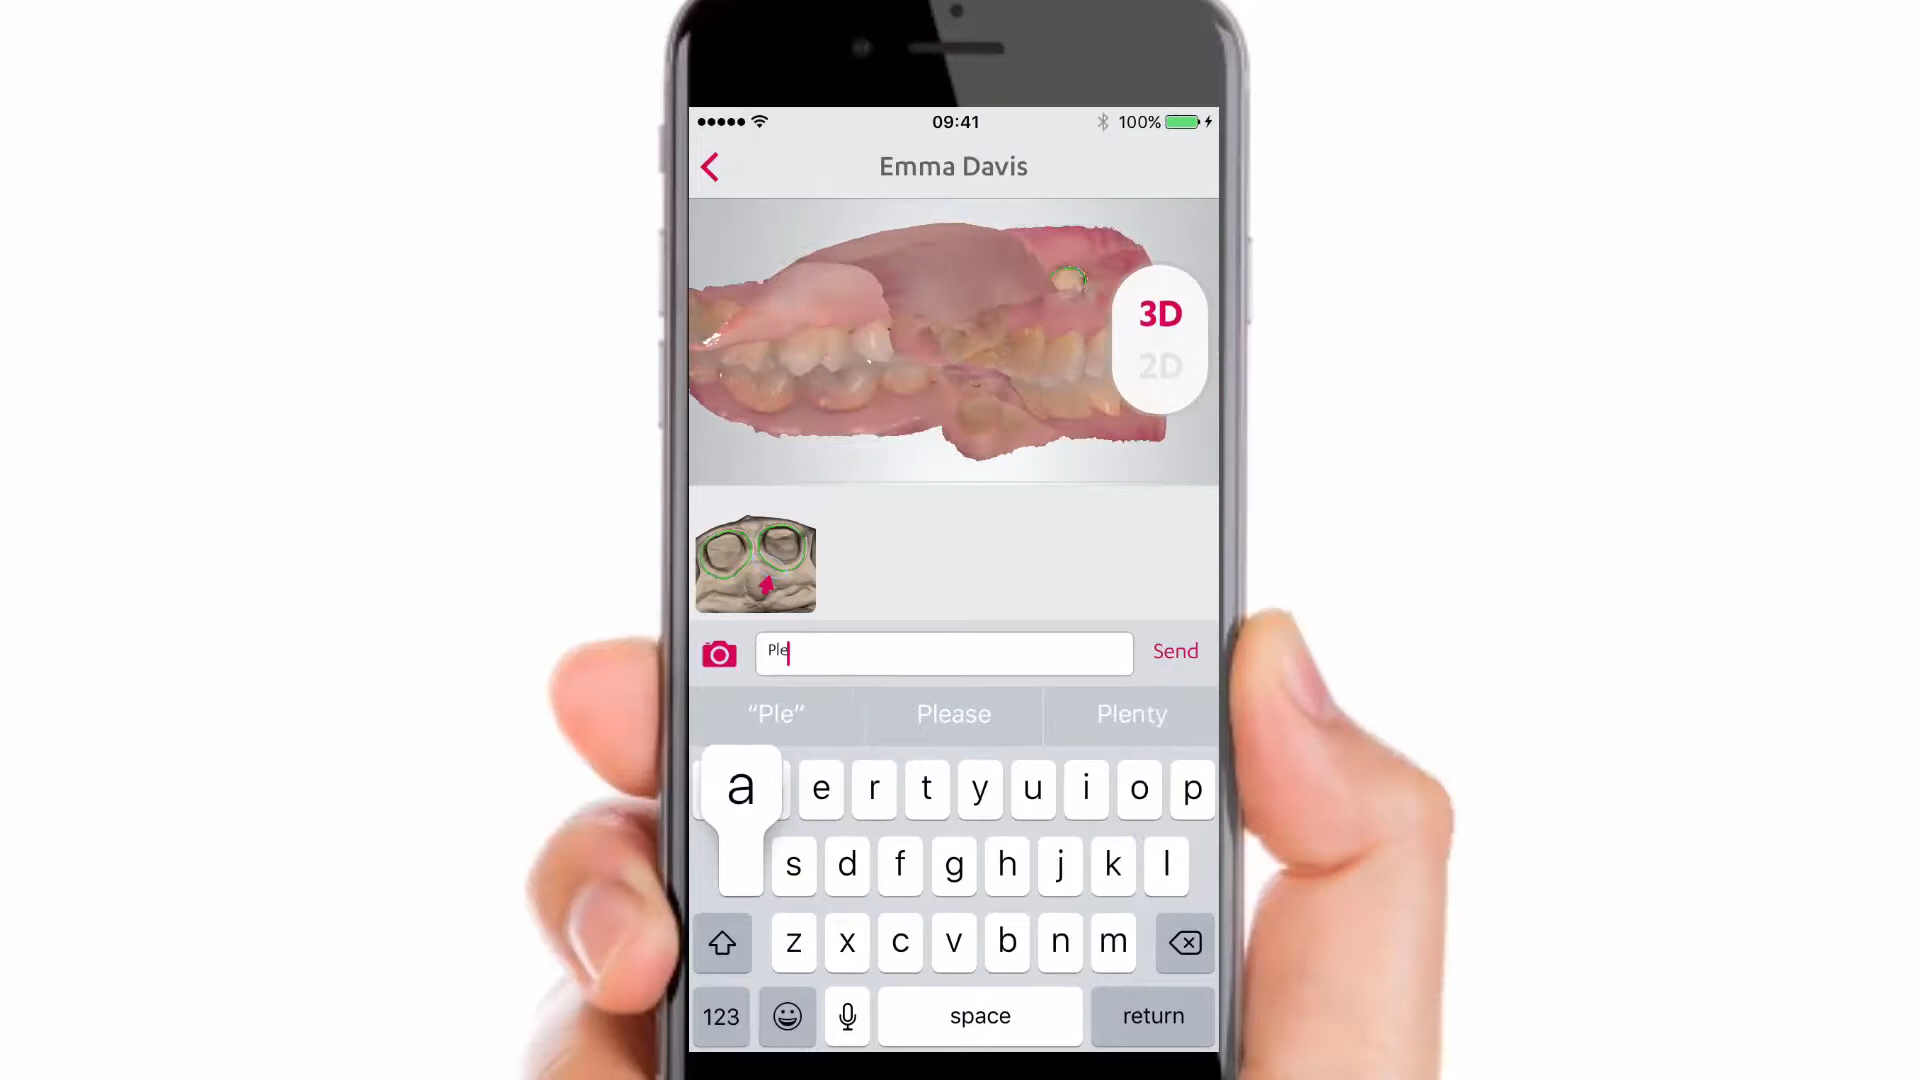 09:41
100%
Emma Davis
3D
2D
Ple
Send
“Ple” Please Plenty
a e r t y u i o p
s d f g h j k l
z x c v b n m
123 space return